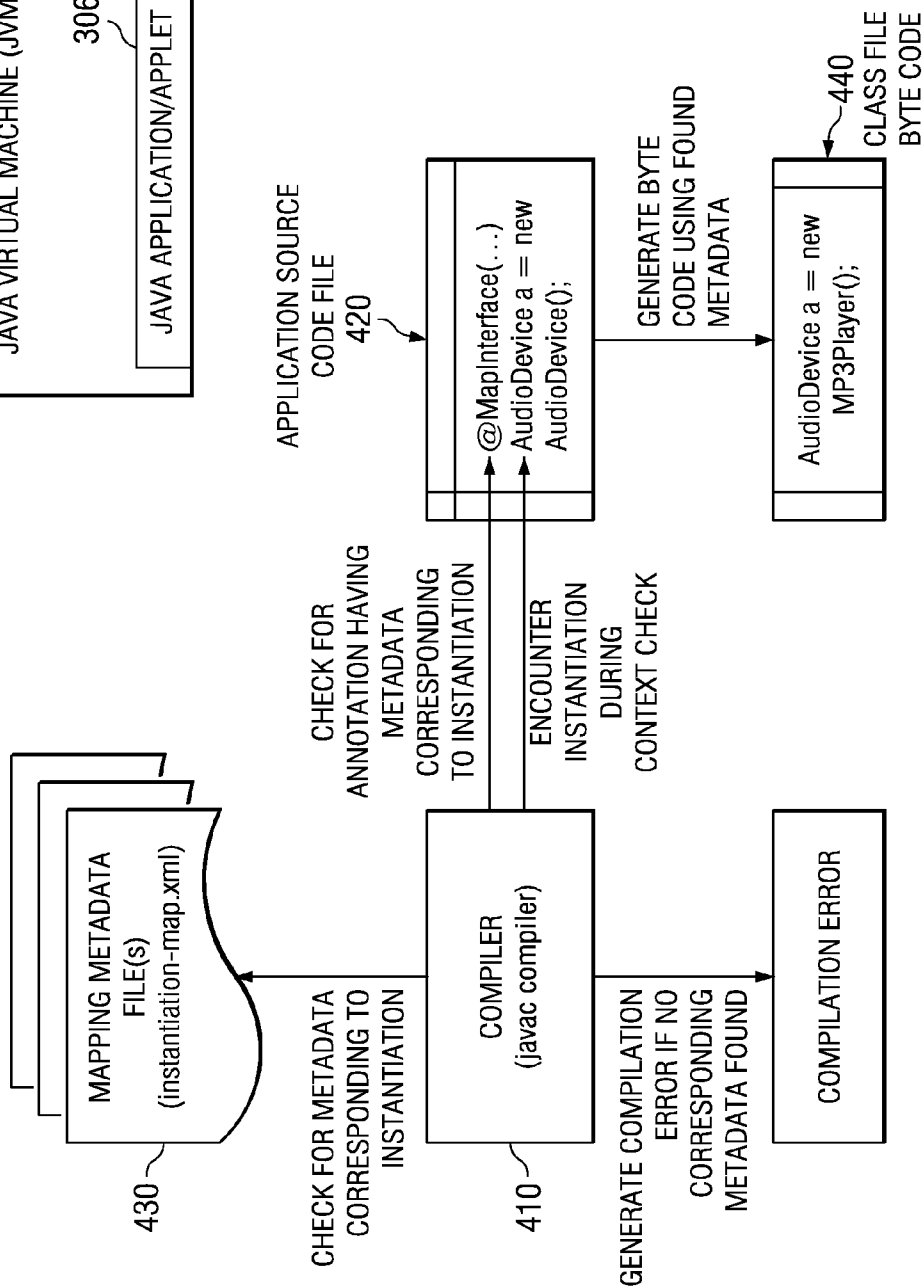 JAVA VIRTUAL MACHINE (JVM
306
JAVA APPLICATION/APPLET
MAPPING METADATA
FILE(s)
(instantiation-map.xml)
430
CHECK FOR METADATA
CORRESPONDING TO
INSTANTIATION
COMPILER
(javac compiler)
410
GENERATE COMPILATION
ERROR IF NO
CORRESPONDING
METADATA FOUND
COMPILATION ERROR
CHECK FOR
ANNOTATION HAVING
METADATA
CORRESPONDING
TO INSTANTIATION
ENCOUNTER
INSTANTIATION
DURING
CONTEXT CHECK
APPLICATION SOURCE
CODE FILE
420
@MapInterface(...)
AudioDevice a = new
AudioDevice();
GENERATE BYTE
CODE USING FOUND
METADATA
AudioDevice a = new
MP3Player();
440
CLASS FILE
BYTE CODE